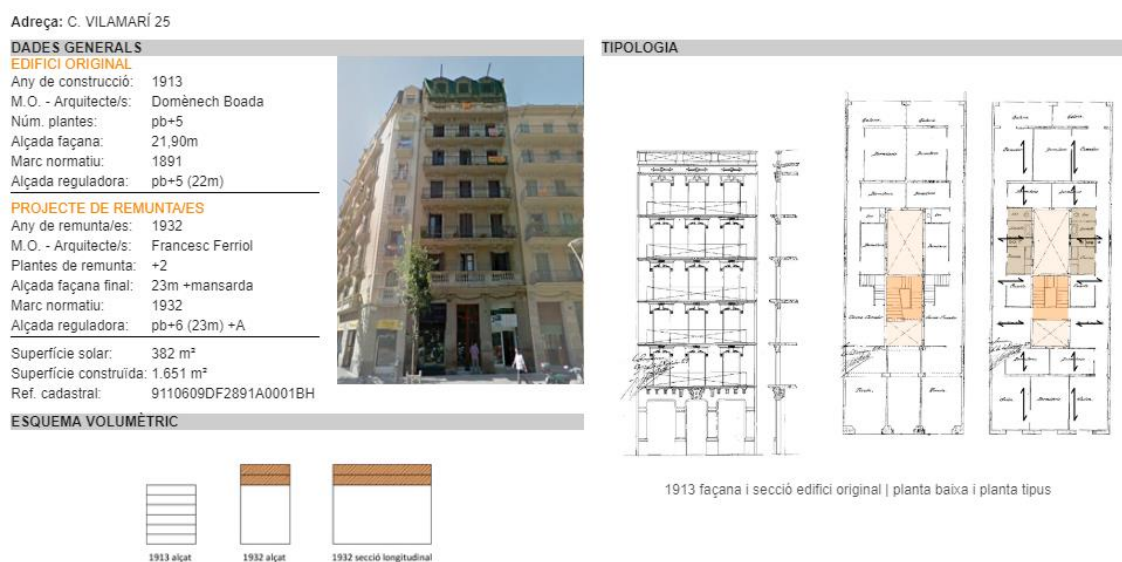 Adreça: C. VILAMARÍ 25
DADES GENERALS
EDIFICI ORIGINAL
Any de construcció: 1913
M.O. - Arquitecte/s: Domènech Boada
Núm. plantes: pb+5
Alçada façana: 21,90m
Marc normatiu: 1891
Alçada reguladora: pb+5 (22m)
PROJECTE DE REMUNTA/ES
Any de remunta/es: 1932
M.O. - Arquitecte/s: Francesc Ferriol
Plantes de remunta: +2
Alçada façana final: 23m +mansarda
Marc normatiu: 1932
Alçada reguladora: pb+6 (23m) +A
Superfície solar: 382 m²
Superfície construïda: 1.651 m²
Ref. cadastral: 9110609DF2891A0001BH
ESQUEMA VOLUMÈTRIC
1913 alçat
1932 alçat
1932 secció longitudinal
TIPOLOGIA
1913 façana i secció edifici original | planta baixa i planta tipus